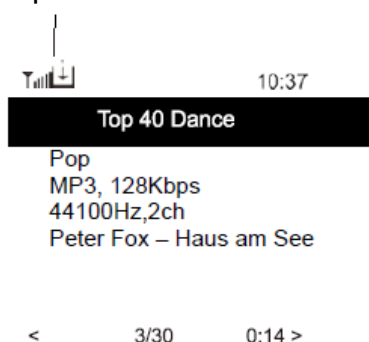 10:37
Top 40 Dance
Pop
MP3, 128Kbps
44100Hz,2ch
Peter Fox – Haus am See
< 3/30 0:14 >